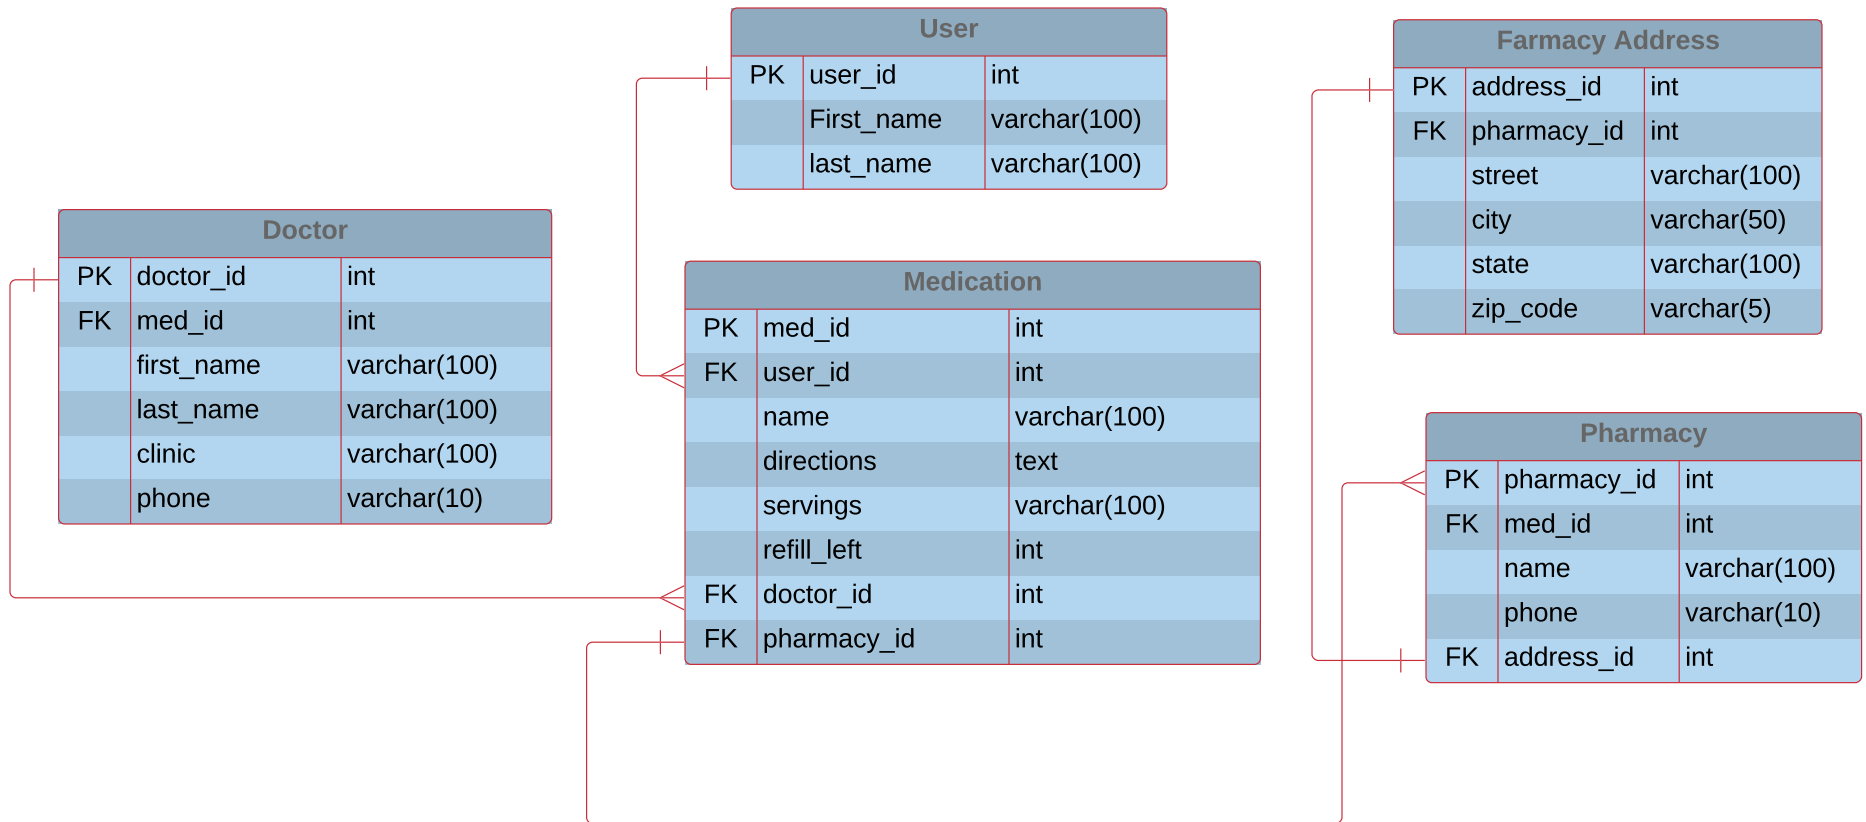 User
PK user_id int
First_name varchar(100)
last_name varchar(100)
Farmacy Address
PK address_id int
FK pharmacy_id int
street varchar(100)
city varchar(50)
state varchar(100)
zip_code varchar(5)
Doctor
PK doctor_id int
FK med_id int
first_name varchar(100)
last_name varchar(100)
clinic varchar(100)
phone varchar(10)
Medication
PK med_id int
FK user_id int
name varchar(100)
directions text
servings varchar(100)
refill_left int
FK doctor_id int
FK pharmacy_id int
Pharmacy
PK pharmacy_id int
FK med_id int
name varchar(100)
phone varchar(10)
FK address_id int